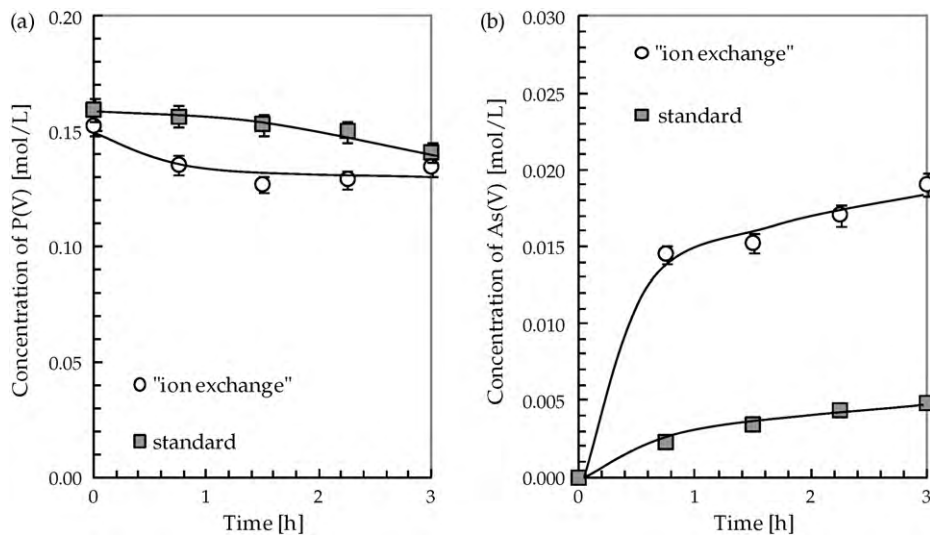 (a)
0.20
0.15
0.10
0.05
0.00
Concentration of P(V) [mol/L]
"ion exchange"
standard
0
1
2
3
Time [h]
(b)
0.030
0.025
0.020
0.015
0.010
0.005
0.000
Concentration of As(V) [mol/L]
"ion exchange"
standard
0
1
2
3
Time [h]